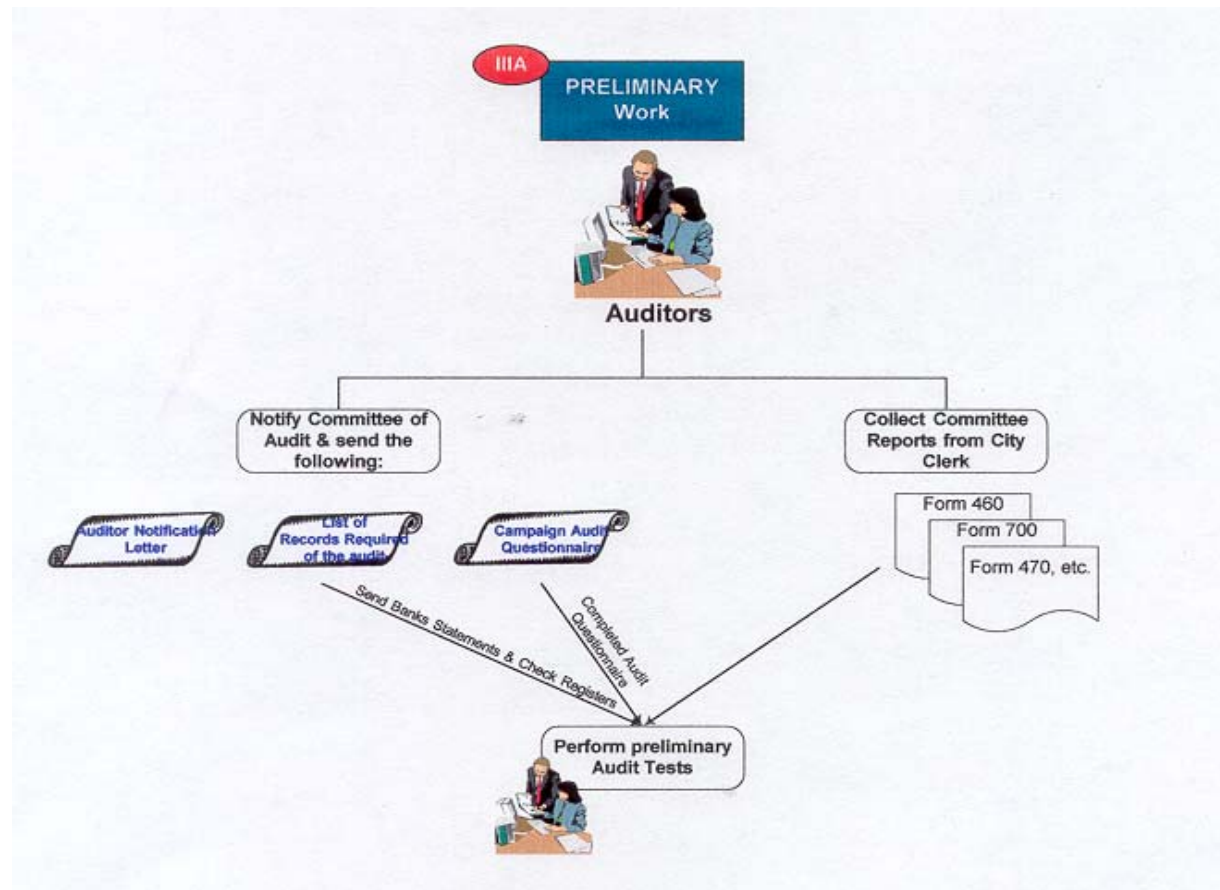 IIIA
PRELIMINARY
Work
Auditors
Notify Committee of
Audit & send the
following:
Collect Committee
Reports from City
Clerk
Auditor Notification
Letter
List of
Records Required
of the audit
Campaign Audit
Questionnaire
Form 460
Form 700
Form 470, etc.
Send Banks Statements & Check Registers
Completed Audit
Questionnaire
Perform preliminary
Audit Tests